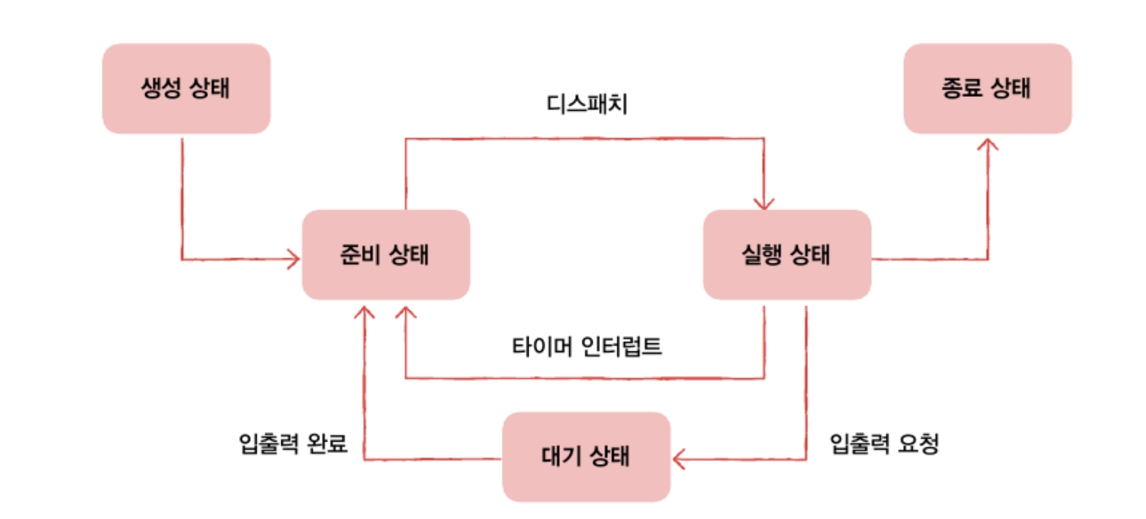 생성 상태
종료 상태
디스패치
준비 상태
실행 상태
타이머 인터럽트
입출력 완료
대기 상태
입출력 요청